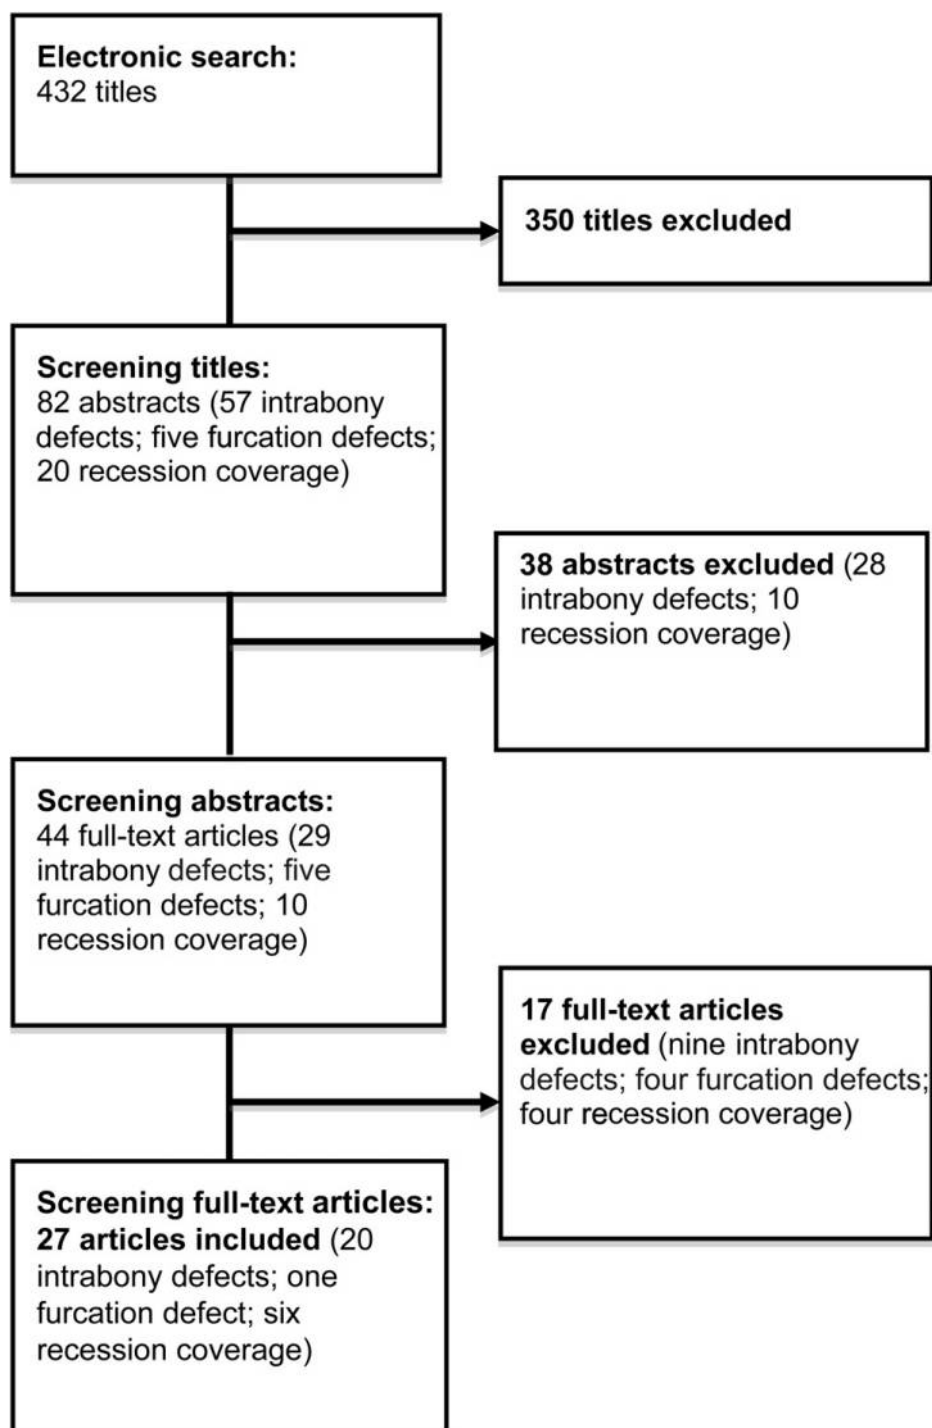 Electronic search:
432 titles
350 titles excluded
Screening titles:
82 abstracts (57 intrabony
defects; five furcation defects;
20 recession coverage)
38 abstracts excluded (28
intrabony defects; 10
recession coverage)
Screening abstracts:
44 full-text articles (29
intrabony defects; five
furcation defects; 10
recession coverage)
17 full-text articles
excluded (nine intrabony
defects; four furcation defects;
four recession coverage)
Screening full-text articles:
27 articles included (20
intrabony defects; one
furcation defect; six
recession coverage)